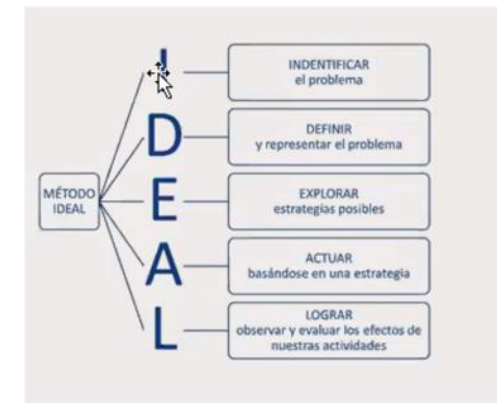 MÉTODO
IDEAL
I
INDENTIFICAR
el problema
D
DEFINIR
y representar el problema
E
EXPLORAR
estrategias posibles
A
ACTUAR
basándose en una estrategia
L
LOGRAR
observar y evaluar los efectos de
nuestras actividades